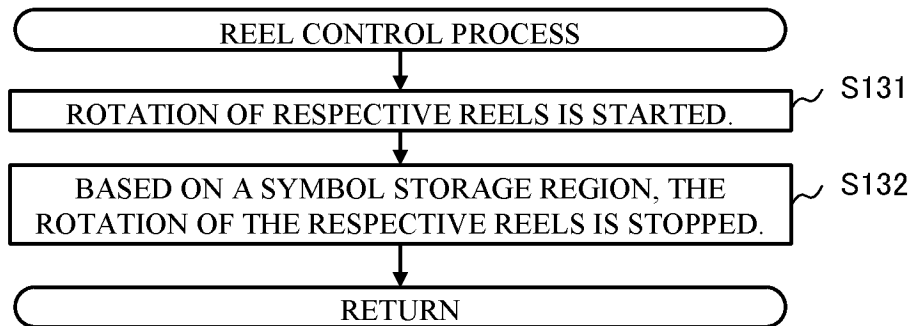 REEL CONTROL PROCESS
S131
ROTATION OF RESPECTIVE REELS IS STARTED.
S132
BASED ON A SYMBOL STORAGE REGION, THE
ROTATION OF THE RESPECTIVE REELS IS STOPPED.
RETURN